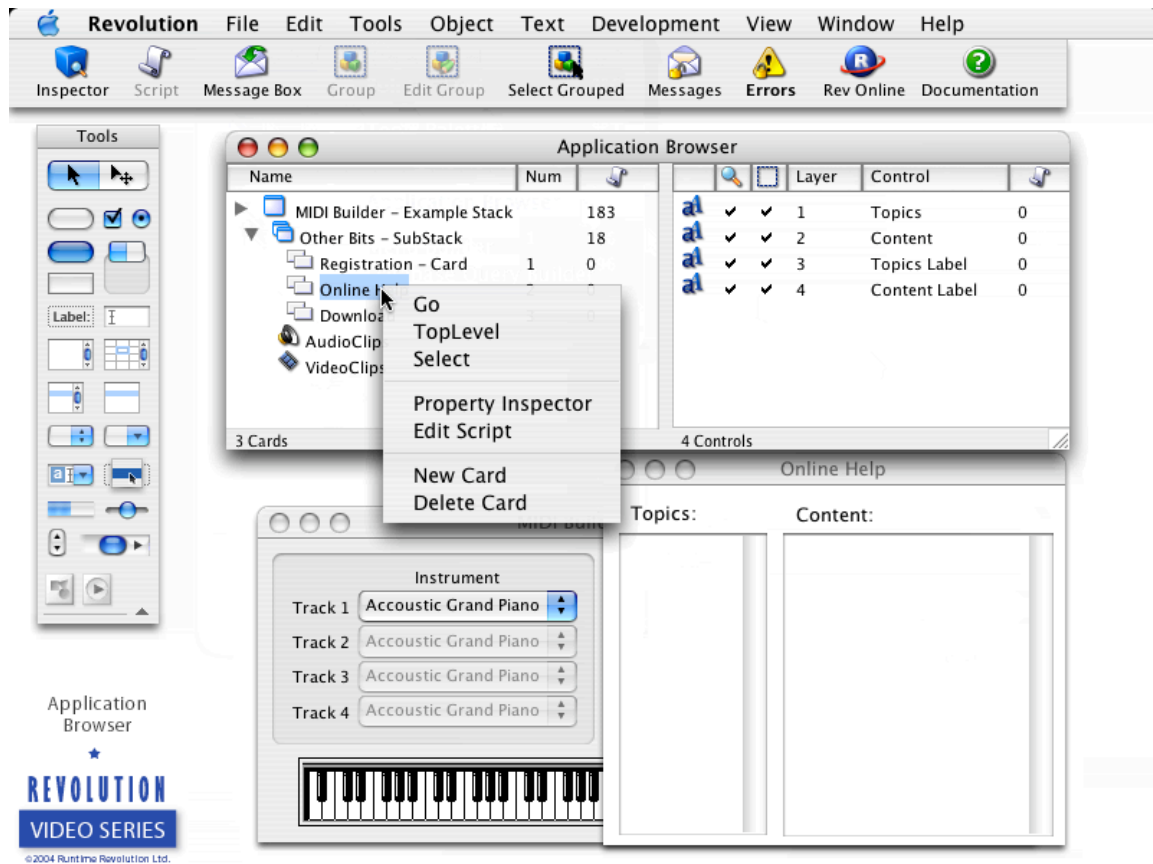 Revolution File Edit Tools Object Text Development View Window Help
Inspector Script Message Box Group Edit Group Select Grouped Messages Errors Rev Online Documentation
Tools
Label:
Application Browser
Name Num
MIDI Builder – Example Stack 183
Other Bits – SubStack 18
Registration – Card 1 0
Online
Download
AudioClip
VideoClips
3 Cards
Layer Control
1 Topics 0
2 Content 0
3 Topics Label 0
4 Content Label 0
4 Controls
Go
TopLevel
Select
Property Inspector
Edit Script
New Card
Delete Card
Online Help
Topics: Content:
MIDI Buil
Instrument
Track 1 Accoustic Grand Piano
Track 2 Accoustic Grand Piano
Track 3 Accoustic Grand Piano
Track 4 Accoustic Grand Piano
Application
Browser
REVOLUTION
VIDEO SERIES
©2004 Runtime Revolution Ltd.